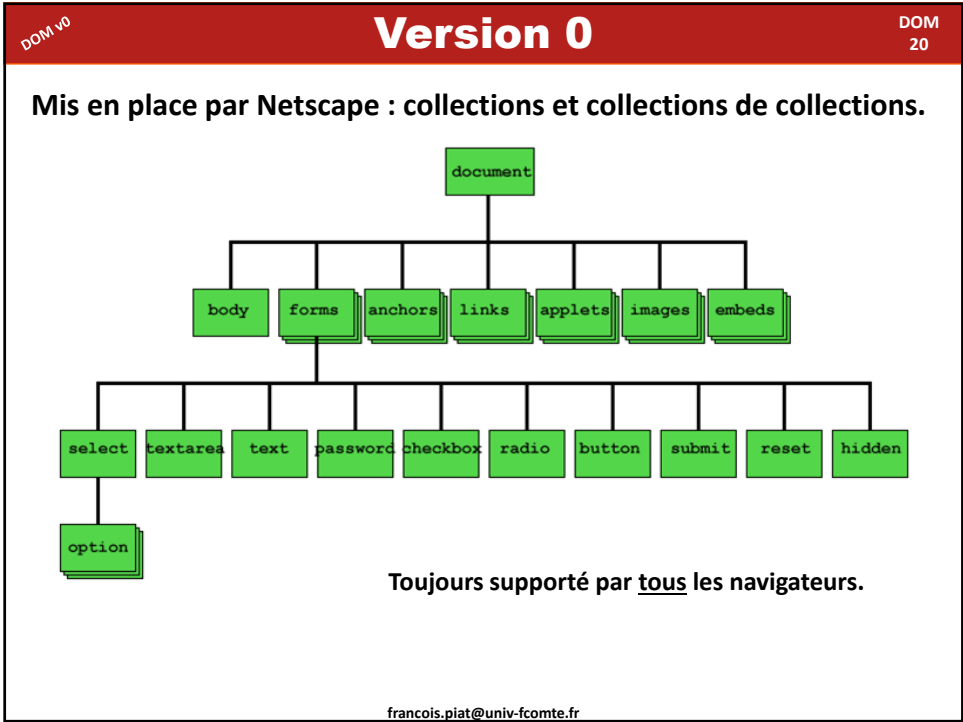 DOM v0
Version 0
DOM
20
Mis en place par Netscape : collections et collections de collections.
document
body forms anchors links applets images embeds
select textarea text password checkbox radio button submit reset hidden
option
Toujours supporté par tous les navigateurs.
francois.piat@univ-fcomte.fr